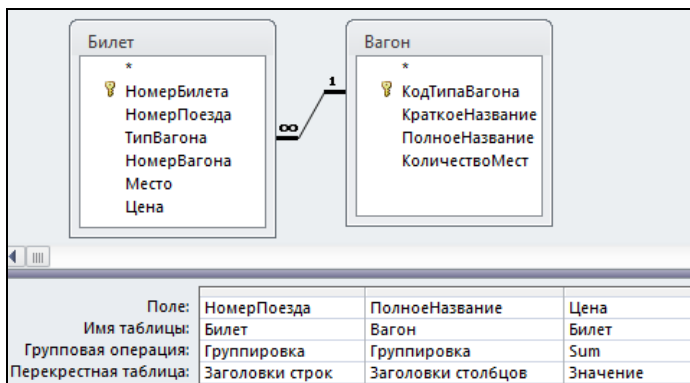 Билет
*
НомерБилета
НомерПоезда
ТипВагона
НомерВагона
Место
Цена
∞
1
Вагон
*
КодТипаВагона
КраткоеНазвание
ПолноеНазвание
КоличествоМест
Поле: НомерПоезда ПолноеНазвание Цена
Имя таблицы: Билет Вагон Билет
Групповая операция: Группировка Группировка Sum
Перекрестная таблица: Заголовки строк Заголовки столбцов Значение